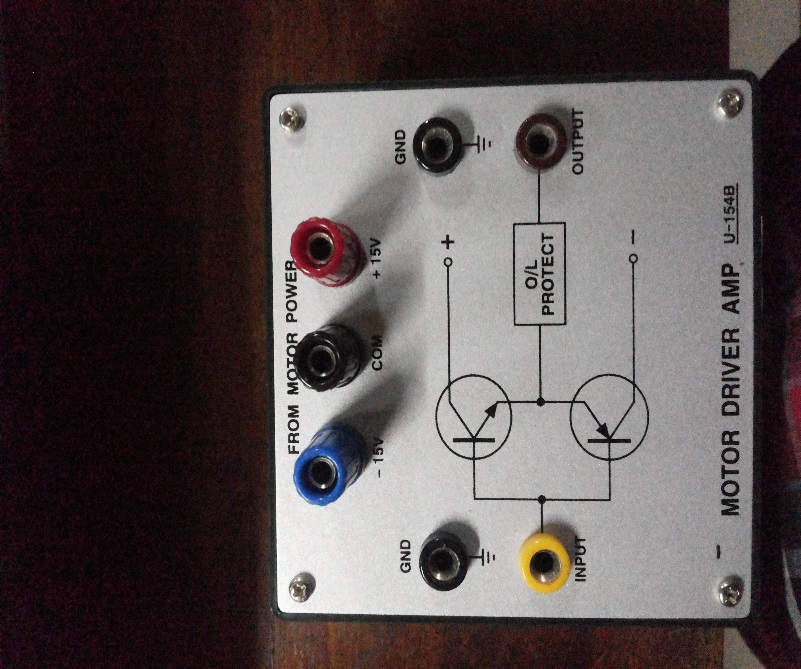 FROM MOTOR POWER
-15V
COM
+15V
GND
GND
+
O/L
PROTECT
INPUT
OUTPUT
-
MOTOR DRIVER AMP. U-154B